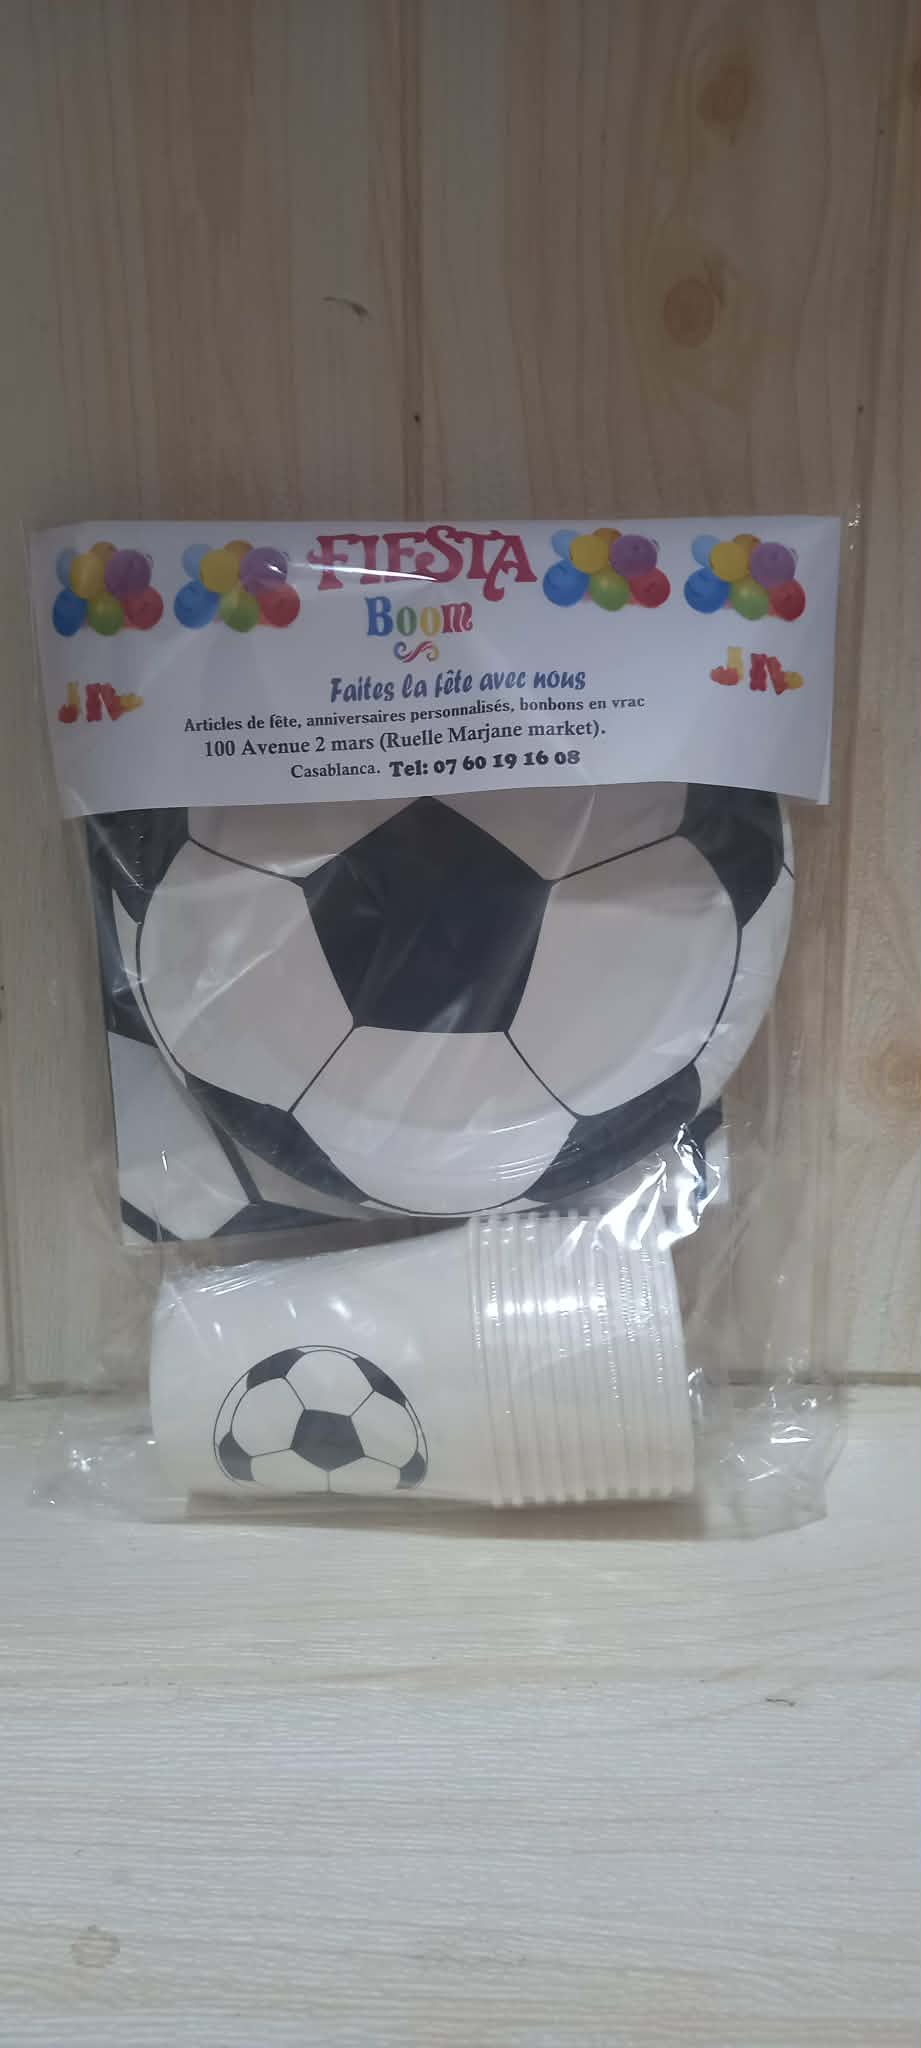 FIESTA
Boom
Faites la fête avec nous
Articles de fête, anniversaires personnalisés, bonbons en vrac
100 Avenue 2 mars (Ruelle Marjane market).
Casablanca. Tel: 07 60 19 16 08